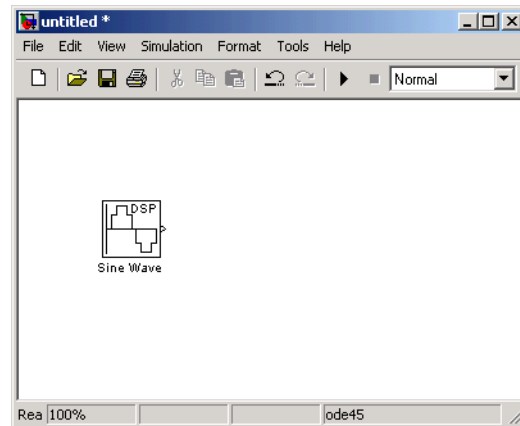 untitled *
File Edit View Simulation Format Tools Help
Normal
DSP
Sine Wave
Rea 100% ode45